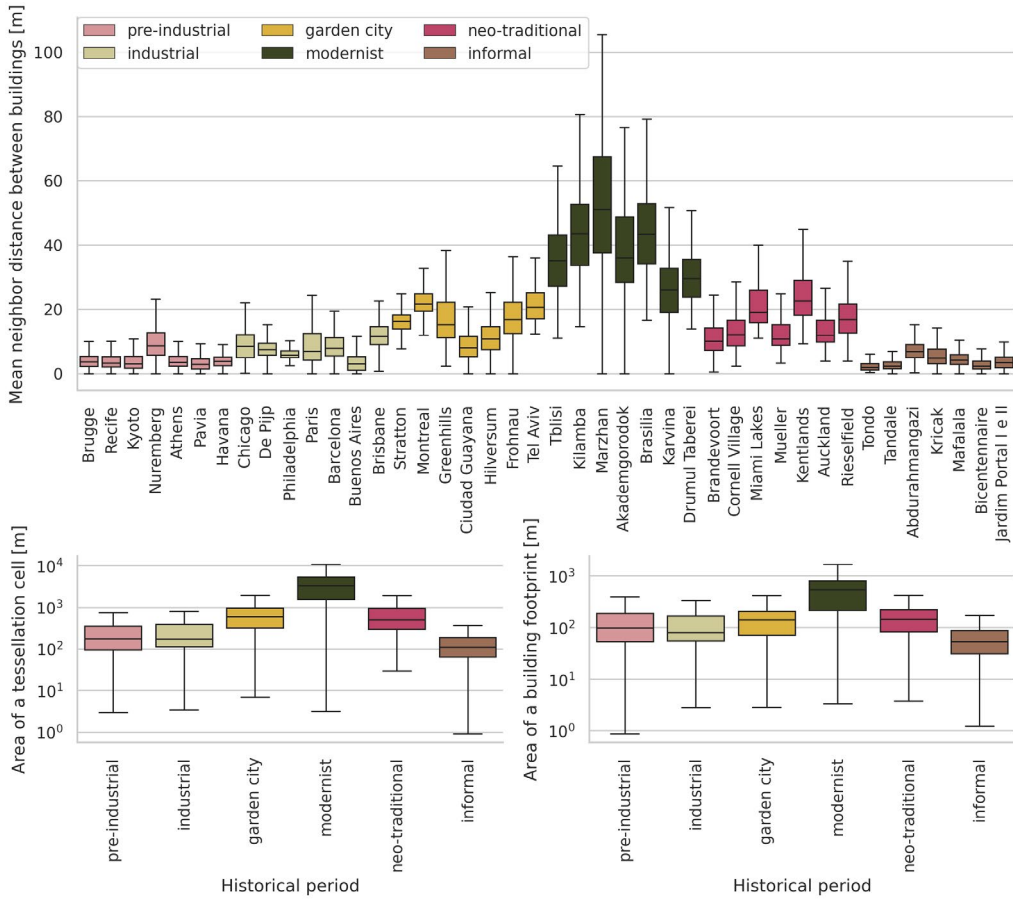 Mean neighbor distance between buildings [m]
100
80
60
40
20
0
pre-industrial
industrial
garden city
modernist
neo-traditional
informal
Brugge
Recife
Kyoto
Nuremberg
Athens
Pavia
Havana
Chicago
De Pijp
Philadelphia
Paris
Barcelona
Buenos Aires
Brisbane
Stratton
Montreal
Greenhills
Ciudad Guayana
Hilversum
Frohnau
Tel Aviv
Tblisi
Kilamba
Marzhan
Akademgorodok
Brasilia
Karvina
Drumul Taberei
Brandevoort
Cornell Village
Miami Lakes
Mueller
Kentlands
Auckland
Rieselfield
Tondo
Tandale
Abdurahmangazi
Kricak
Mafalala
Bicentennaire
Jardim Portal I e II
Area of a tessellation cell [m]
10⁴
10³
10²
10¹
10⁰
pre-industrial
industrial
garden city
modernist
neo-traditional
informal
Historical period
Area of a building footprint [m]
10³
10²
10¹
10⁰
pre-industrial
industrial
garden city
modernist
neo-traditional
informal
Historical period